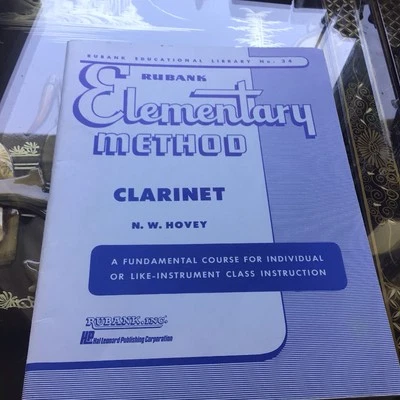 RUBANK EDUCATIONAL LIBRARY No. 34
RUBANK
Elementary
METHOD
CLARINET
N. W. HOVEY
A FUNDAMENTAL COURSE FOR INDIVIDUAL
OR LIKE-INSTRUMENT CLASS INSTRUCTION
RUBANK, INC.
HL Hal Leonard Publishing Corporation